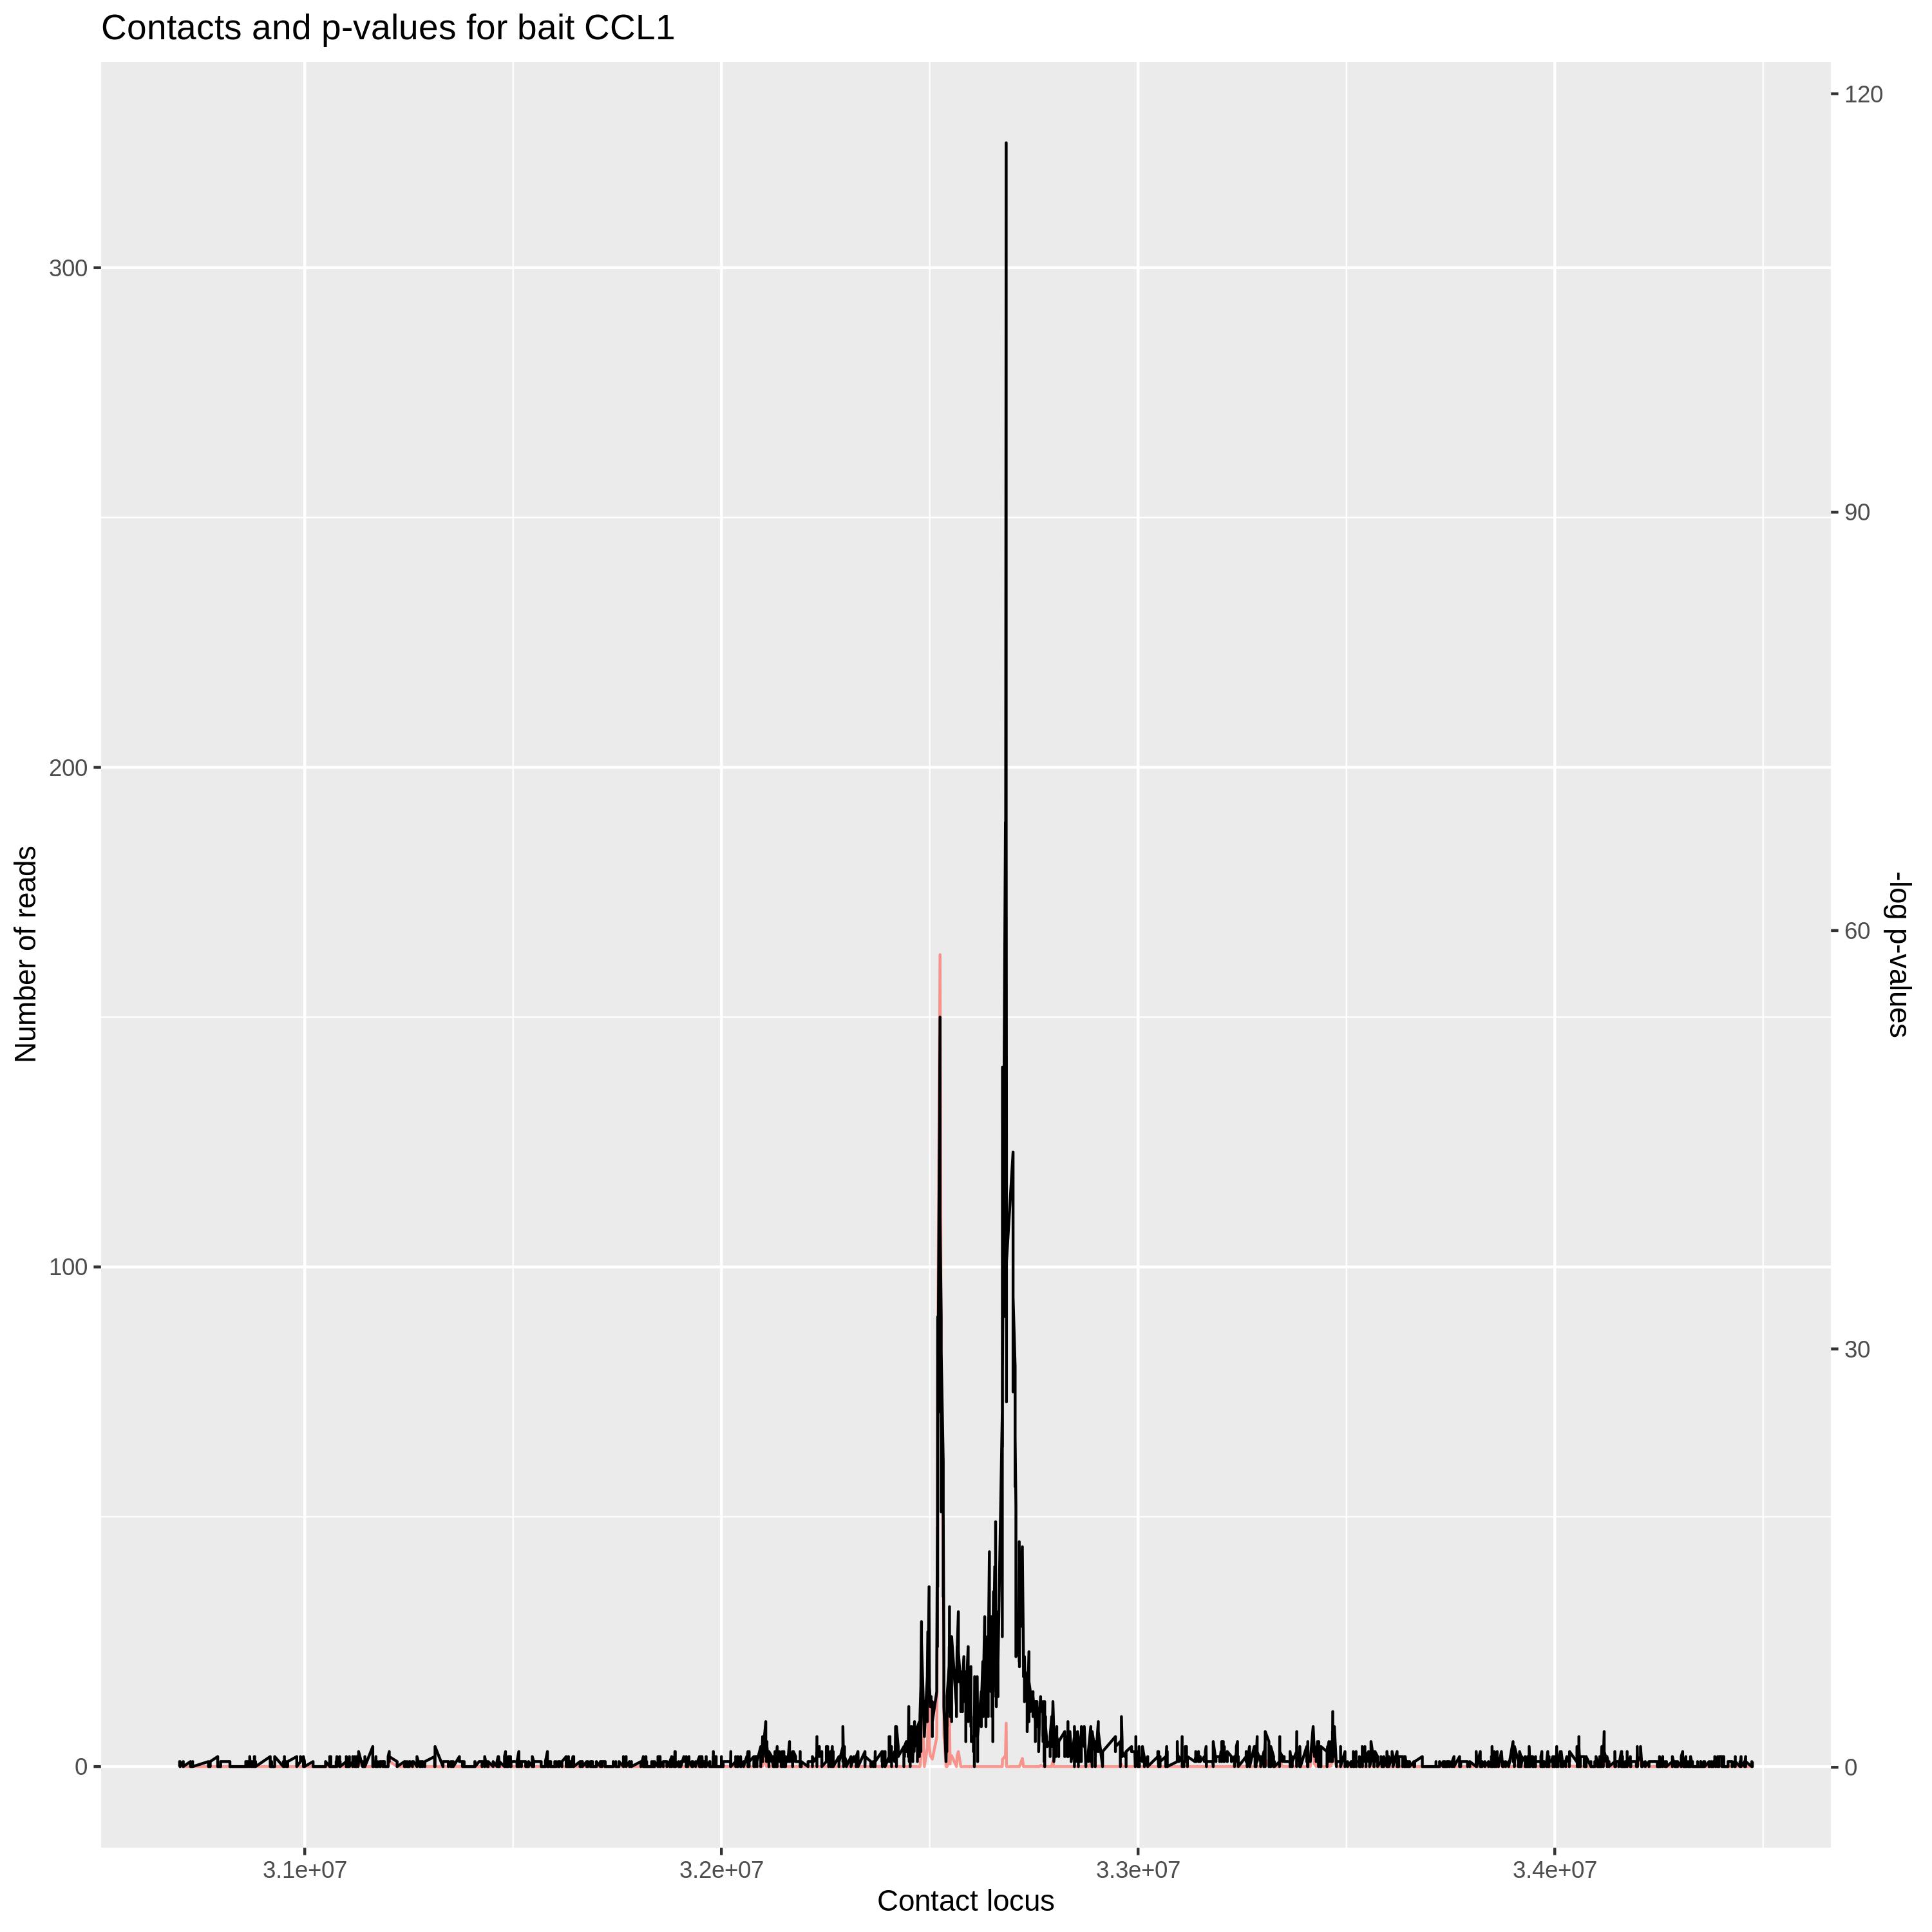 Contacts and p-values for bait CCL1
300
200
100
0
Number of reads
120
90
60
30
0
-log p-values
3.1e+07
3.2e+07
3.3e+07
3.4e+07
Contact locus